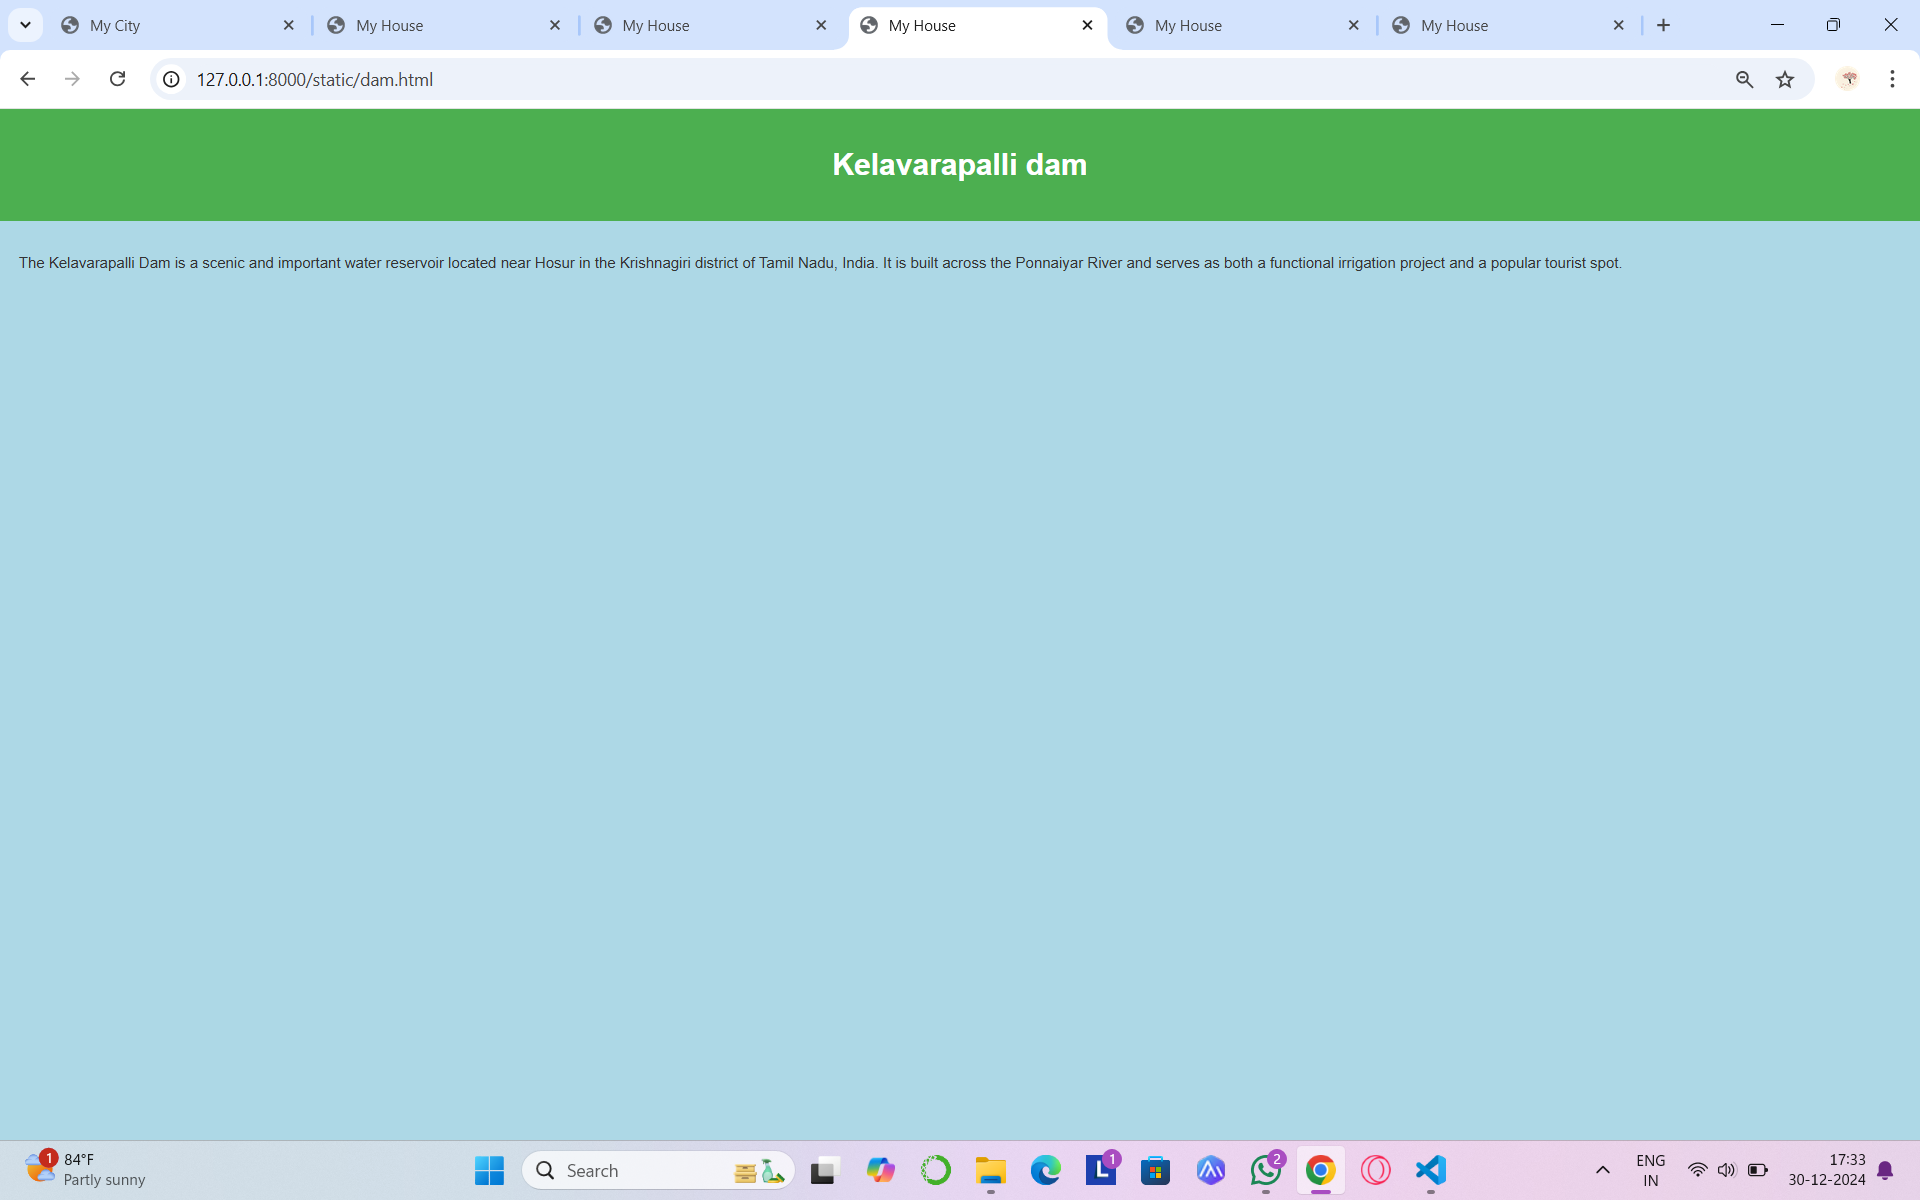 My City
My House
My House
My House
My House
My House
127.0.0.1:8000/static/dam.html
Kelavarapalli dam
The Kelavarapalli Dam is a scenic and important water reservoir located near Hosur in the Krishnagiri district of Tamil Nadu, India. It is built across the Ponnaiyar River and serves as both a functional irrigation project and a popular tourist spot.
1
84°F
Partly sunny
Search
L
1
2
ENG
IN
17:33
30-12-2024